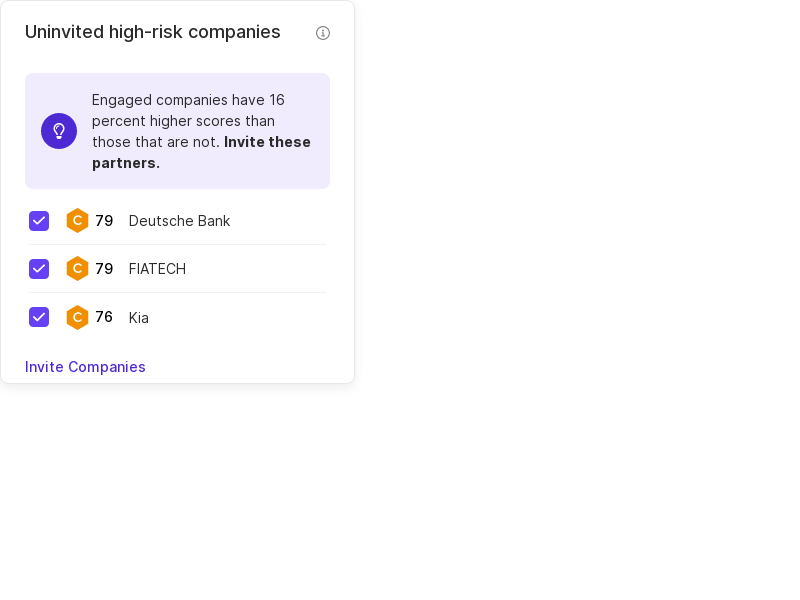 Uninvited high-risk companies
Engaged companies have 16
percent higher scores than
those that are not. Invite these
partners.
C 79 Deutsche Bank
C 79 FIATECH
C 76 Kia
Invite Companies